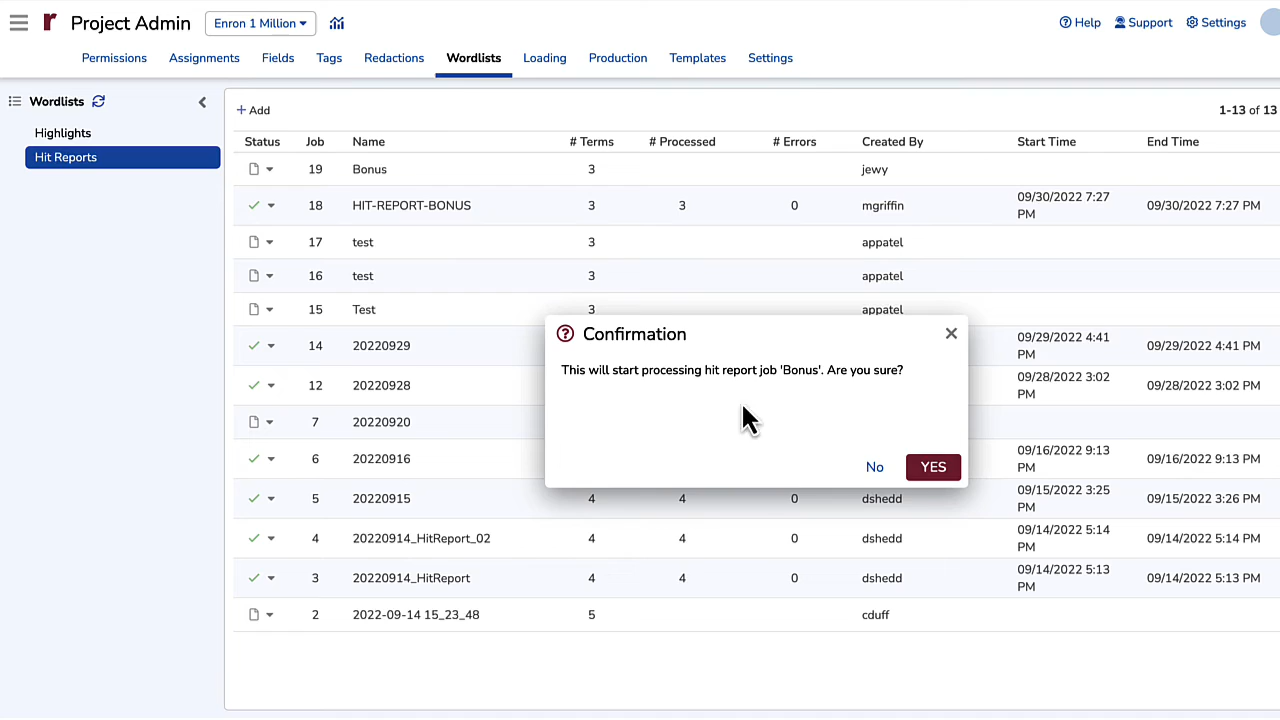 r Project Admin Enron 1 Million Help Support Settings
Permissions Assignments Fields Tags Redactions Wordlists Loading Production Templates Settings
Wordlists
Highlights
Hit Reports
+ Add 1-13 of 13
Status Job Name # Terms # Processed # Errors Created By Start Time End Time
19 Bonus 3 jewy
18 HIT-REPORT-BONUS 3 3 0 mgriffin 09/30/2022 7:27 PM 09/30/2022 7:27 PM
17 test 3 appatel
16 test 3 appatel
15 Test 3 appatel
14 20220929 09/29/2022 4:41 PM 09/29/2022 4:41 PM
12 20220928 09/28/2022 3:02 PM 09/28/2022 3:02 PM
7 20220920
6 20220916 09/16/2022 9:13 PM 09/16/2022 9:13 PM
5 20220915 4 4 0 dshedd 09/15/2022 3:25 PM 09/15/2022 3:26 PM
4 20220914_HitReport_02 4 4 0 dshedd 09/14/2022 5:14 PM 09/14/2022 5:14 PM
3 20220914_HitReport 4 4 0 dshedd 09/14/2022 5:13 PM 09/14/2022 5:13 PM
2 2022-09-14 15_23_48 5 cduff
Confirmation
This will start processing hit report job 'Bonus'. Are you sure?
No YES